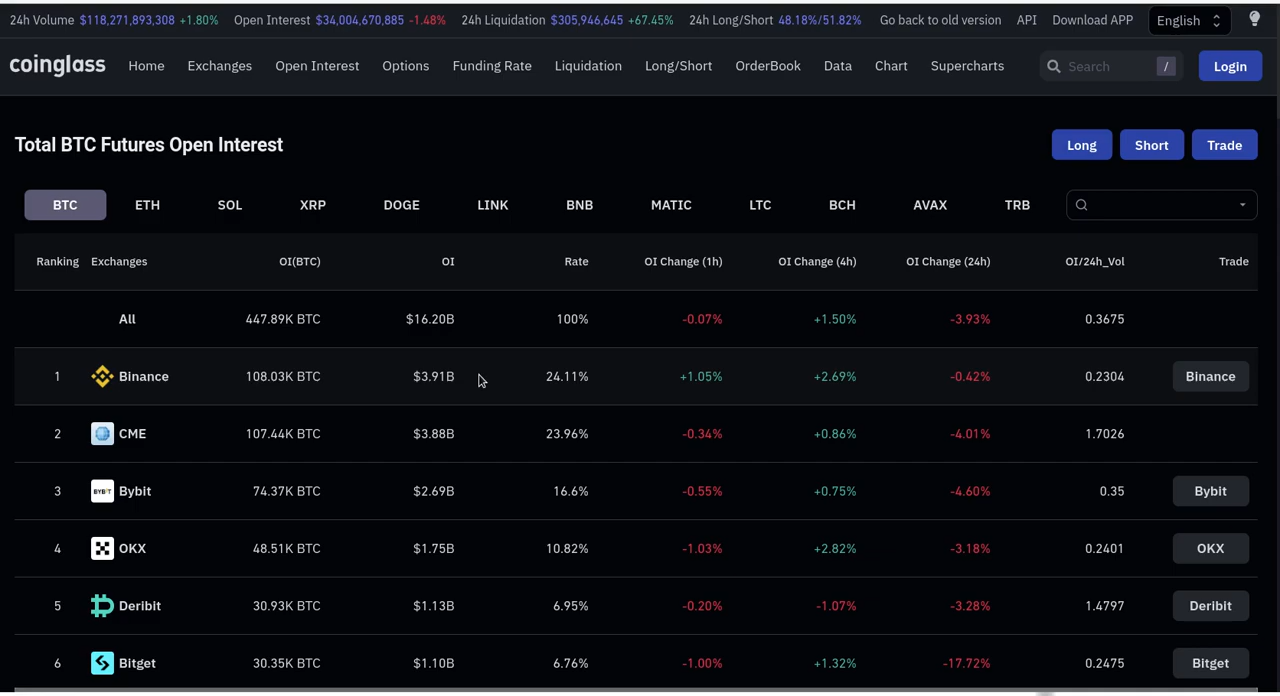 24h Volume $118,271,893,308 +1.80% Open Interest $34,004,670,885 -1.48% 24h Liquidation $305,946,645 +67.45% 24h Long/Short 48.18%/51.82% Go back to old version API Download APP English
coinglass Home Exchanges Open Interest Options Funding Rate Liquidation Long/Short OrderBook Data Chart Supercharts Search / Login
Total BTC Futures Open Interest Long Short Trade
BTC ETH SOL XRP DOGE LINK BNB MATIC LTC BCH AVAX TRB
Ranking Exchanges OI(BTC) OI Rate OI Change (1h) OI Change (4h) OI Change (24h) OI/24h_Vol Trade
All 447.89K BTC $16.20B 100% -0.07% +1.50% -3.93% 0.3675
1 Binance 108.03K BTC $3.91B 24.11% +1.05% +2.69% -0.42% 0.2304 Binance
2 CME 107.44K BTC $3.88B 23.96% -0.34% +0.86% -4.01% 1.7026
3 BYBIT Bybit 74.37K BTC $2.69B 16.6% -0.55% +0.75% -4.60% 0.35 Bybit
4 OKX 48.51K BTC $1.75B 10.82% -1.03% +2.82% -3.18% 0.2401 OKX
5 Deribit 30.93K BTC $1.13B 6.95% -0.20% -1.07% -3.28% 1.4797 Deribit
6 Bitget 30.35K BTC $1.10B 6.76% -1.00% +1.32% -17.72% 0.2475 Bitget